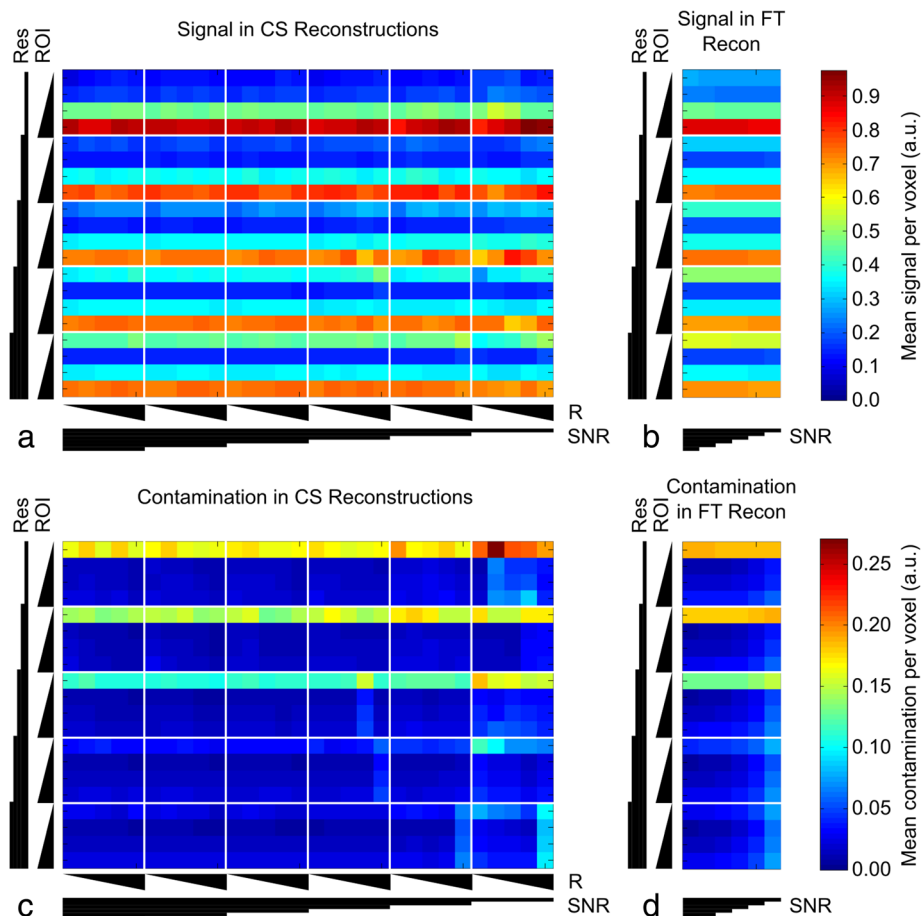 Signal in CS Reconstructions
Signal in FT
Recon
Res
ROI
Res
ROI
0.9
0.8
0.7
0.6
0.5
0.4
0.3
0.2
0.1
0.0
Mean signal per voxel (a.u.)
R
a
SNR
b
SNR
Contamination in CS Reconstructions
Contamination
in FT Recon
Res
ROI
Res
ROI
0.25
0.20
0.15
0.10
0.05
0.00
Mean contamination per voxel (a.u.)
R
c
SNR
d
SNR